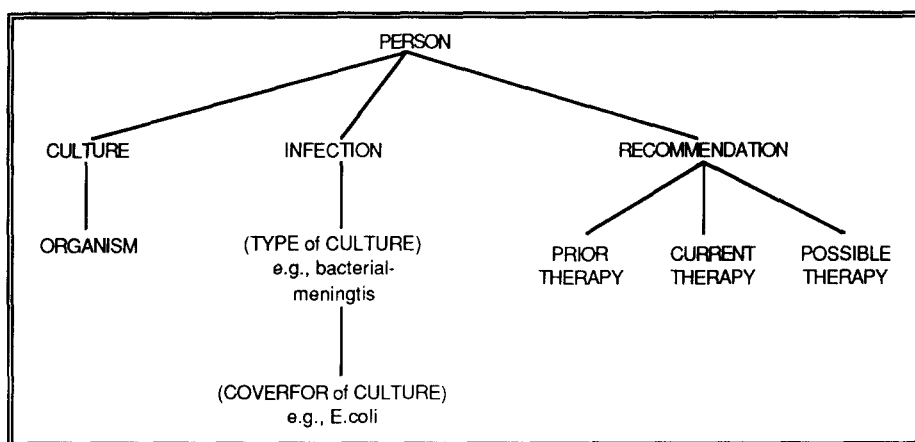 PERSON
CULTURE
INFECTION
RECOMMENDATION
ORGANISM
(TYPE of CULTURE)
e.g., bacterial-
meningtis
PRIOR
THERAPY
CURRENT
THERAPY
POSSIBLE
THERAPY
(COVERFOR of CULTURE)
e.g., E.coli